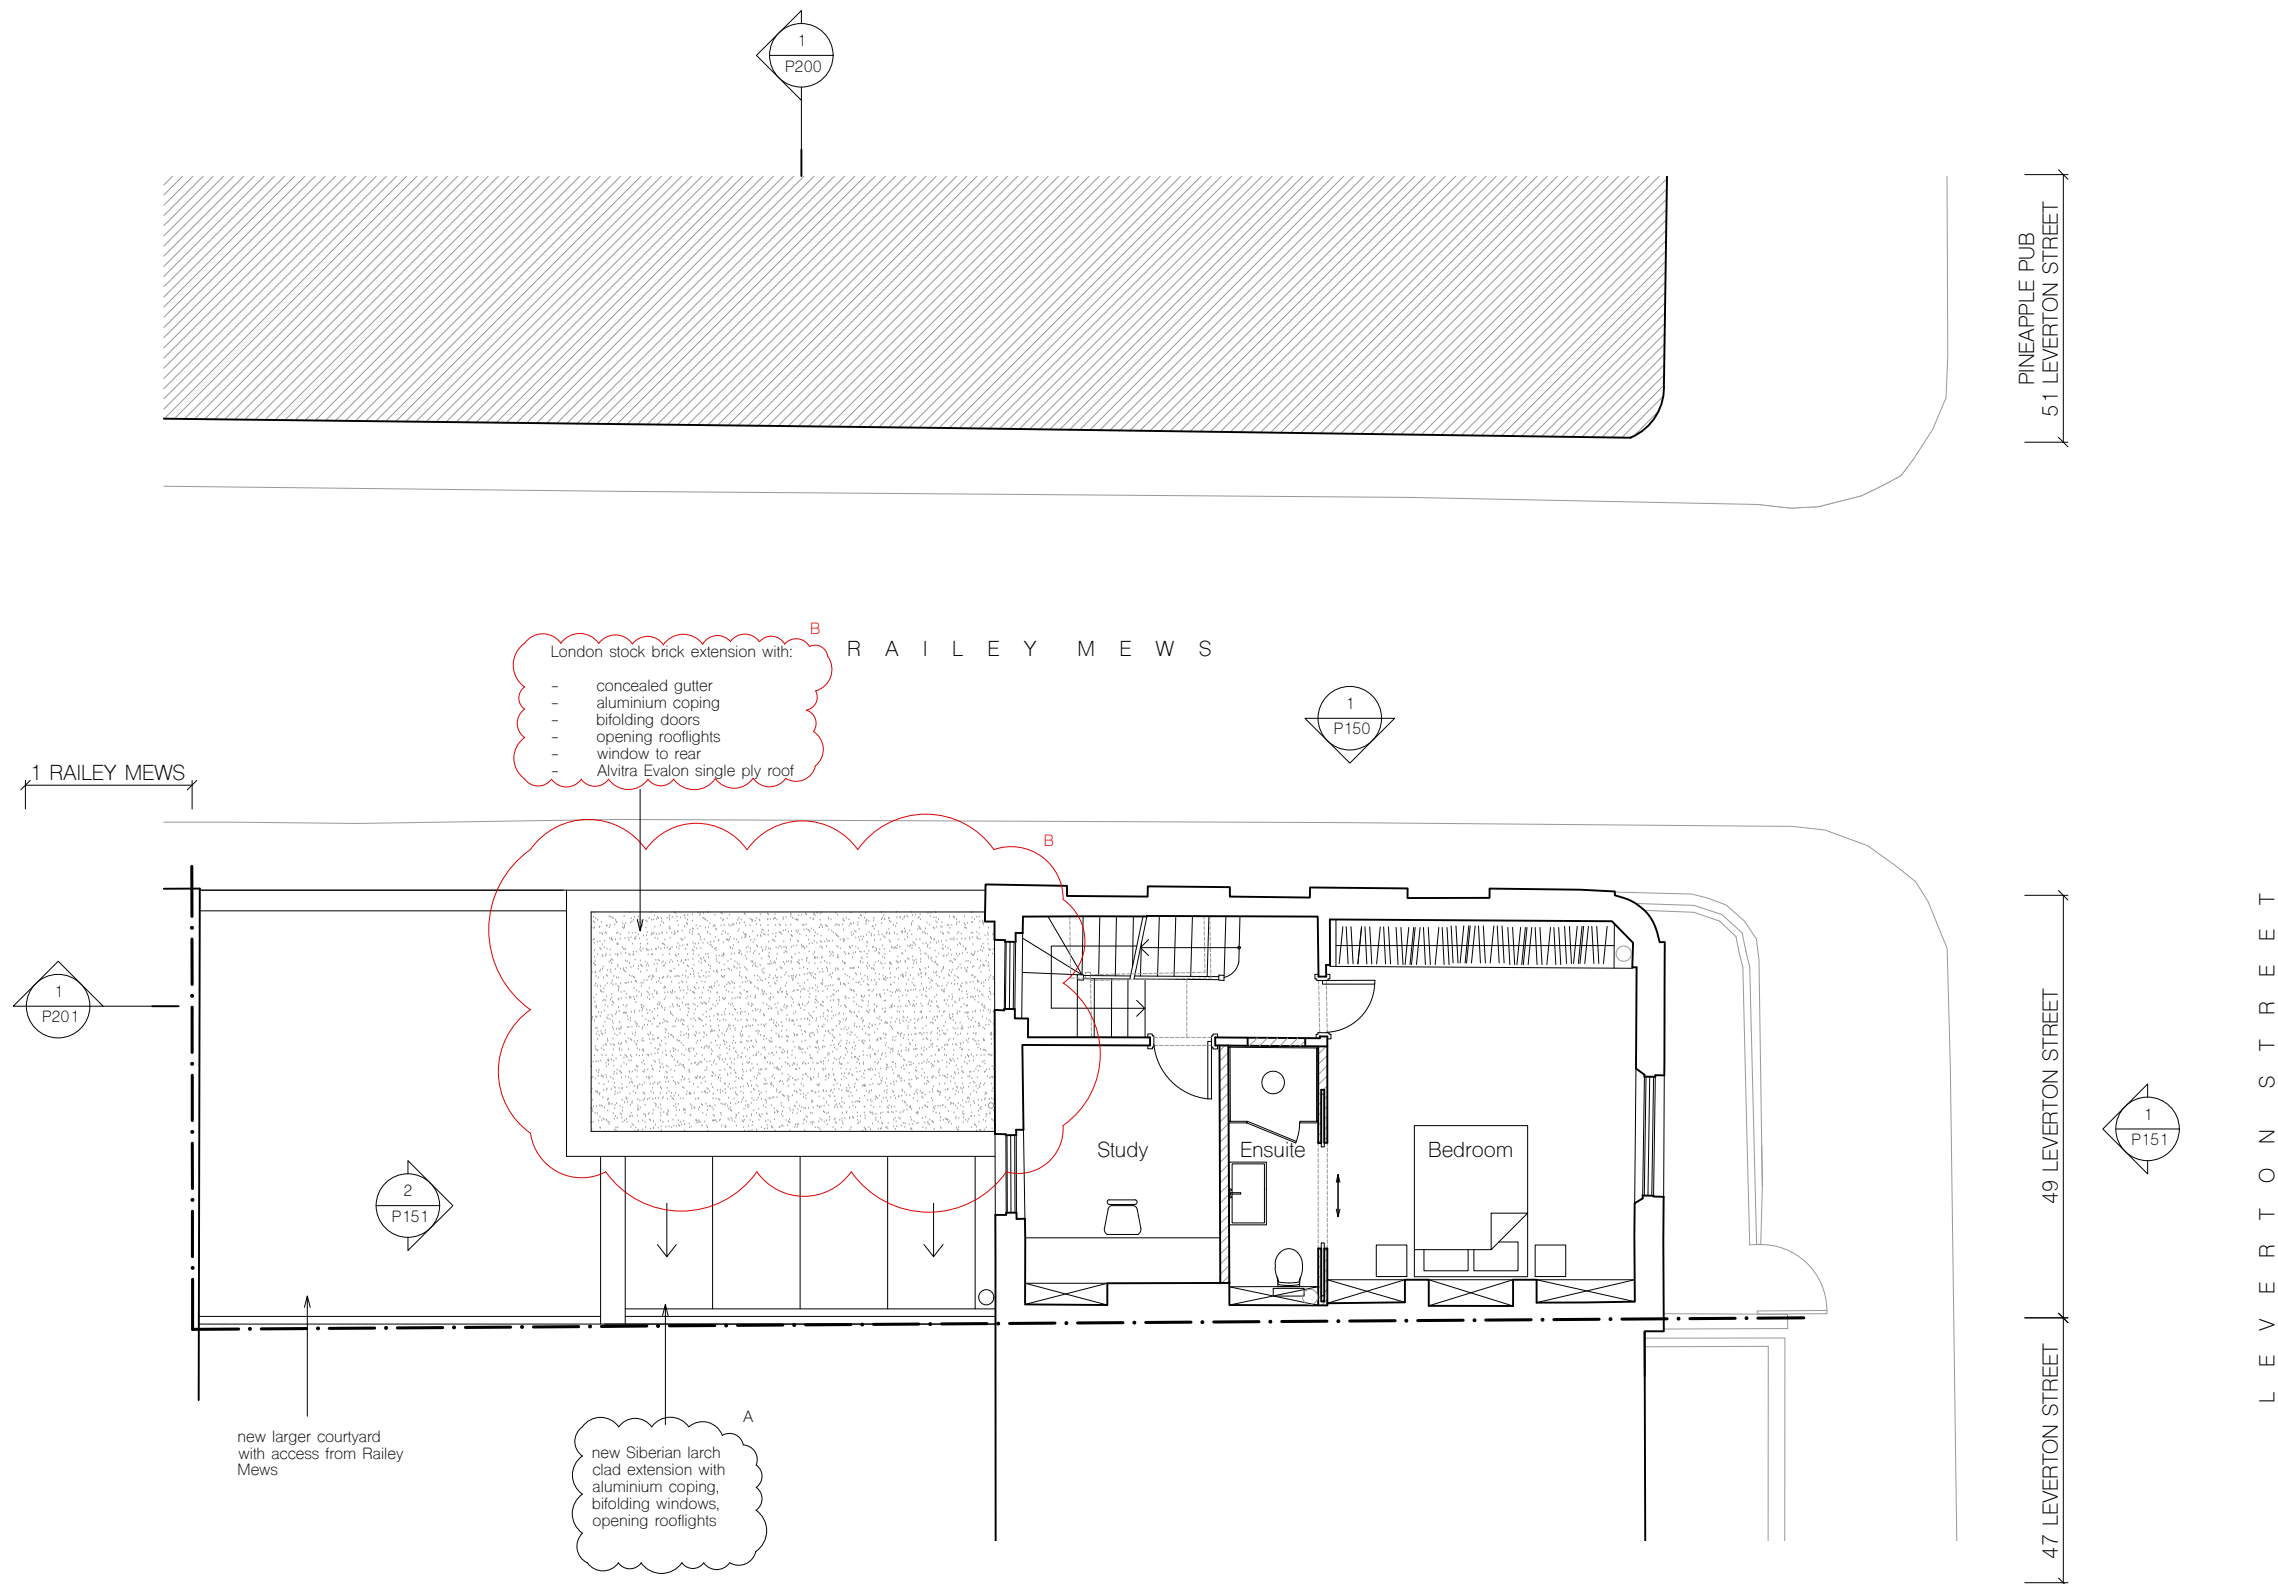 1
P200
PINEAPPLE PUB
51 LEVERTON STREET
B
London stock brick extension with:
- concealed gutter
- aluminium coping
- bifolding doors
- opening rooflights
- window to rear
- Alvitra Evalon single ply roof
R A I L E Y M E W S
1
P150
1 RAILEY MEWS
B
1
P201
49 LEVERTON STREET
L E V E R T O N S T R E E T
1
P151
Study
Ensuite
Bedroom
2
P151
47 LEVERTON STREET
A
new larger courtyard
with access from Railey
Mews
new Siberian larch
clad extension with
aluminium coping,
bifolding windows,
opening rooflights